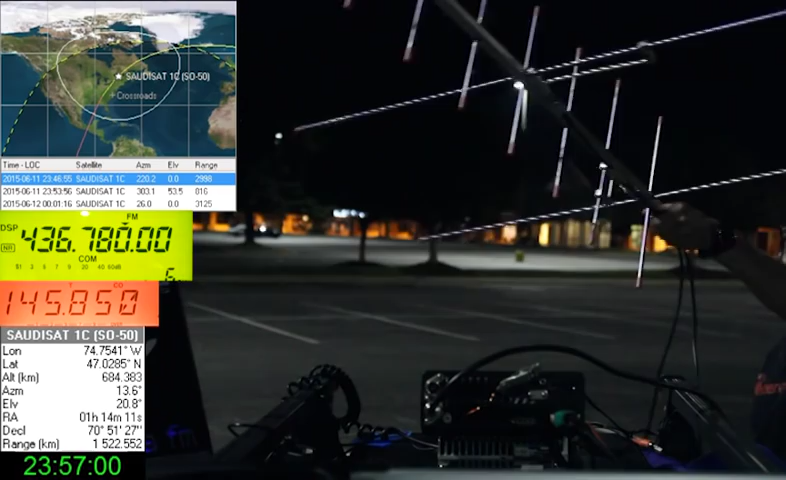 SAUDISAT 1C (SO-50)
Crossroads
Time - LOC Satellite Azm Elv Range
2015-06-11 23:46:55 SAUDISAT 1C 220.2 0.0 2998
2015-06-11 23:53:56 SAUDISAT 1C 303.1 53.5 816
2015-06-12 00:01:16 SAUDISAT 1C 26.0 0.0 3125
FM
DSP
NR
436.780.00
COM
145.850
SAUDISAT 1C (SO-50)
Lon 74.7541° W
Lat 47.0285° N
Alt (km) 684.383
Azm 13.6°
Elv 20.8°
RA 01h 14m 11s
Decl 70° 51' 27"
Range (km) 1 522.552
23:57:00